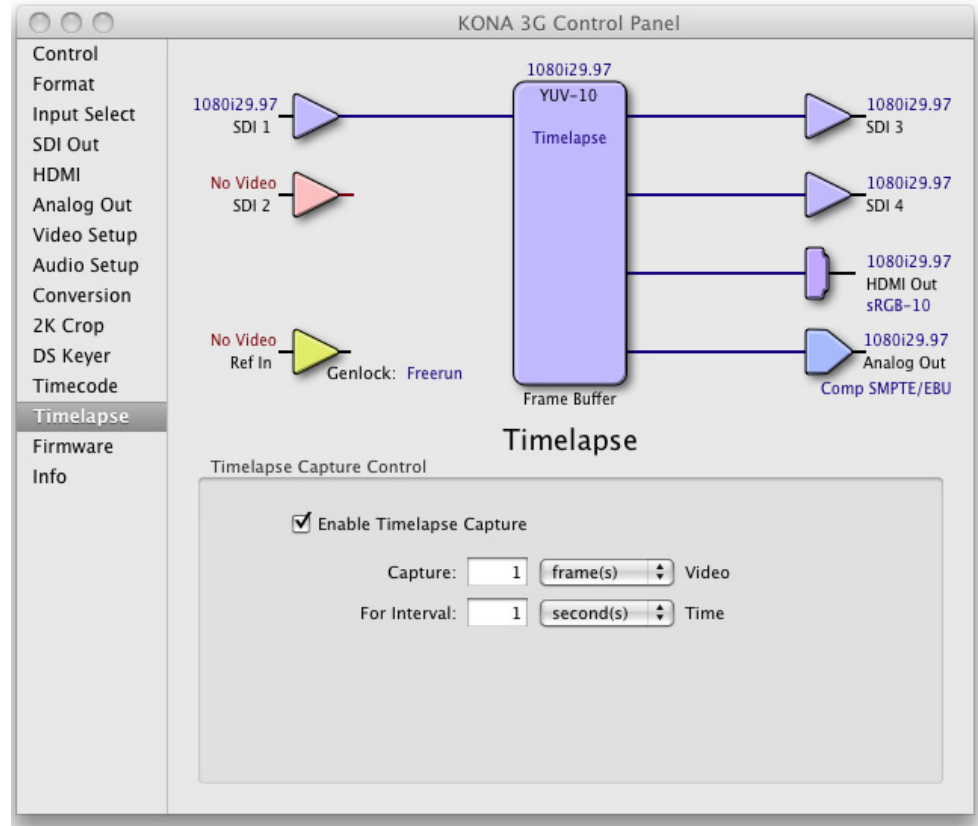 KONA 3G Control Panel
Control
Format
Input Select
SDI Out
HDMI
Analog Out
Video Setup
Audio Setup
Conversion
2K Crop
DS Keyer
Timecode
Timelapse
Firmware
Info
1080i29.97
SDI 1
No Video
SDI 2
No Video
Ref In
Genlock: Freerun
1080i29.97
YUV-10
Timelapse
Frame Buffer
1080i29.97
SDI 3
1080i29.97
SDI 4
1080i29.97
HDMI Out
sRGB-10
1080i29.97
Analog Out
Comp SMPTE/EBU
Timelapse
Timelapse Capture Control
Enable Timelapse Capture
Capture: 1 frame(s) Video
For Interval: 1 second(s) Time